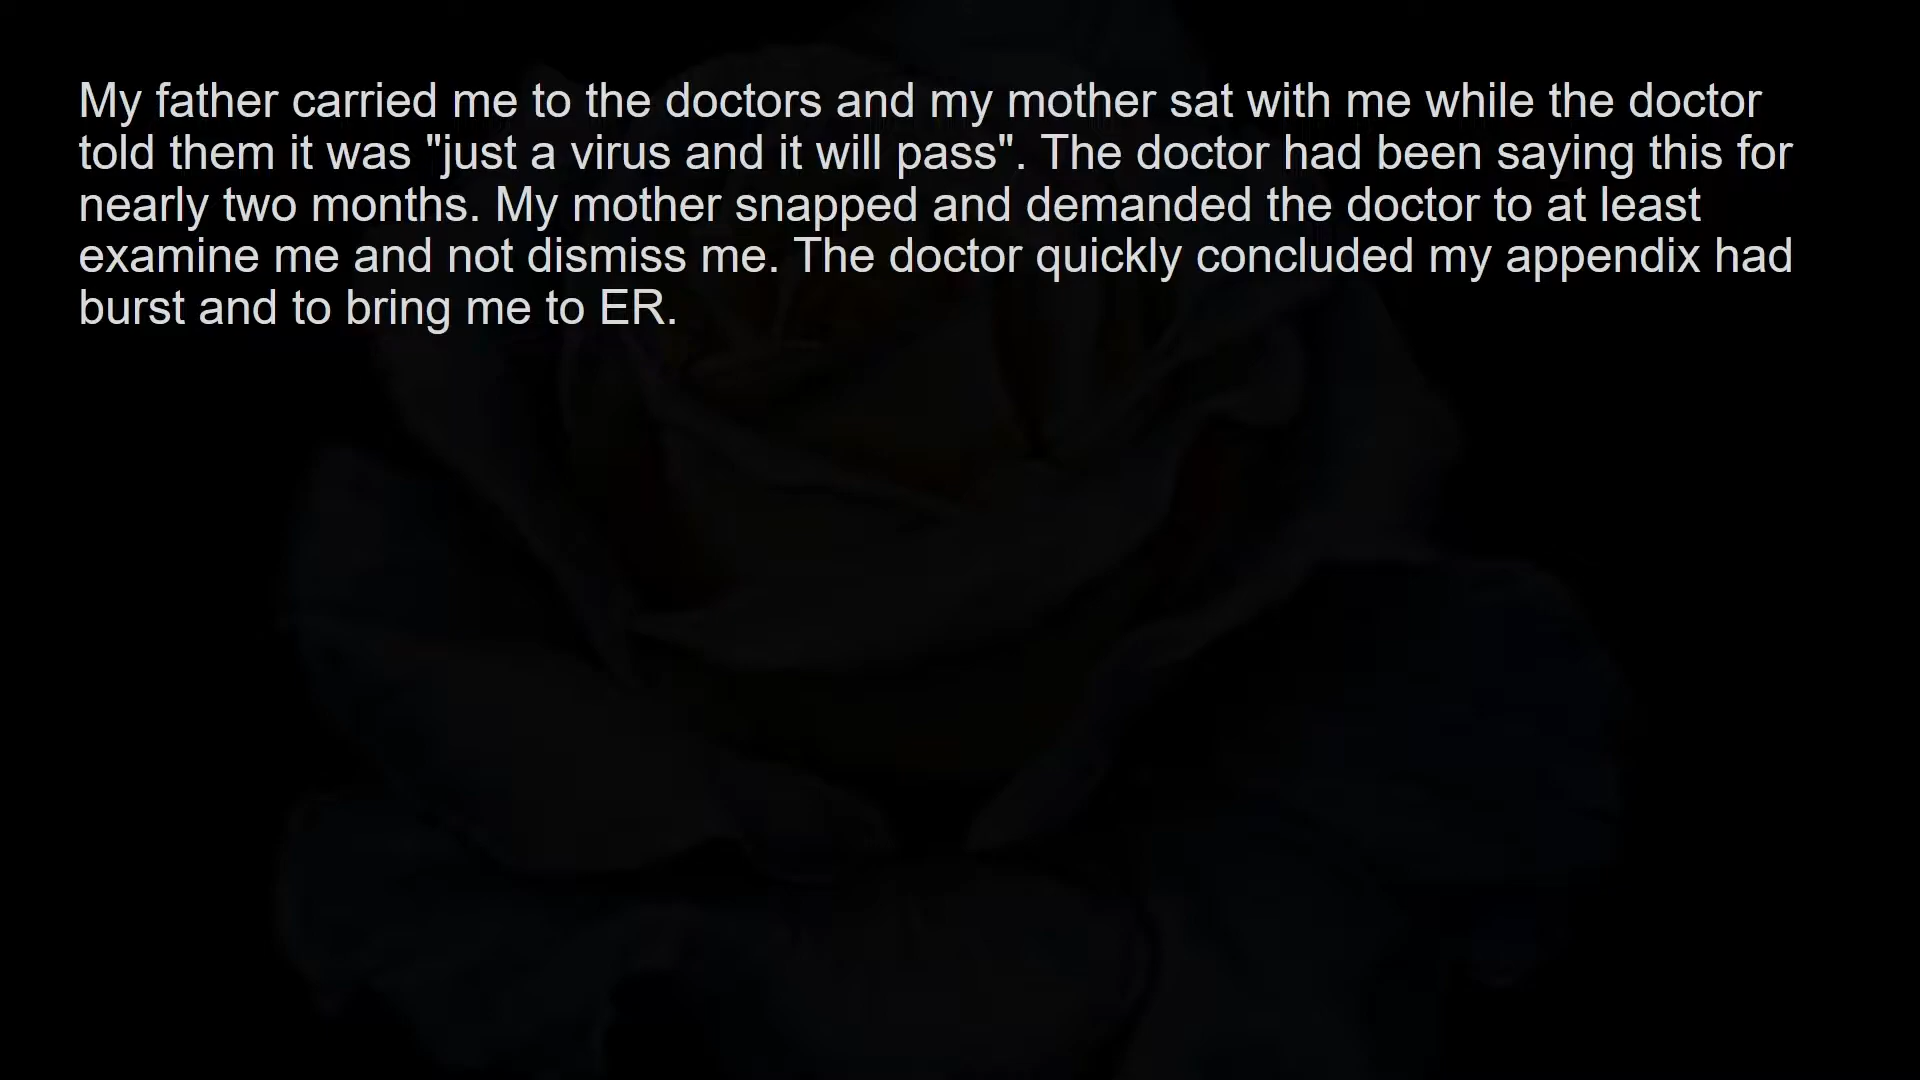 My father carried me to the doctors and my mother sat with me while the doctor
told them it was "just a virus and it will pass". The doctor had been saying this for
nearly two months. My mother snapped and demanded the doctor to at least
examine me and not dismiss me. The doctor quickly concluded my appendix had
burst and to bring me to ER.